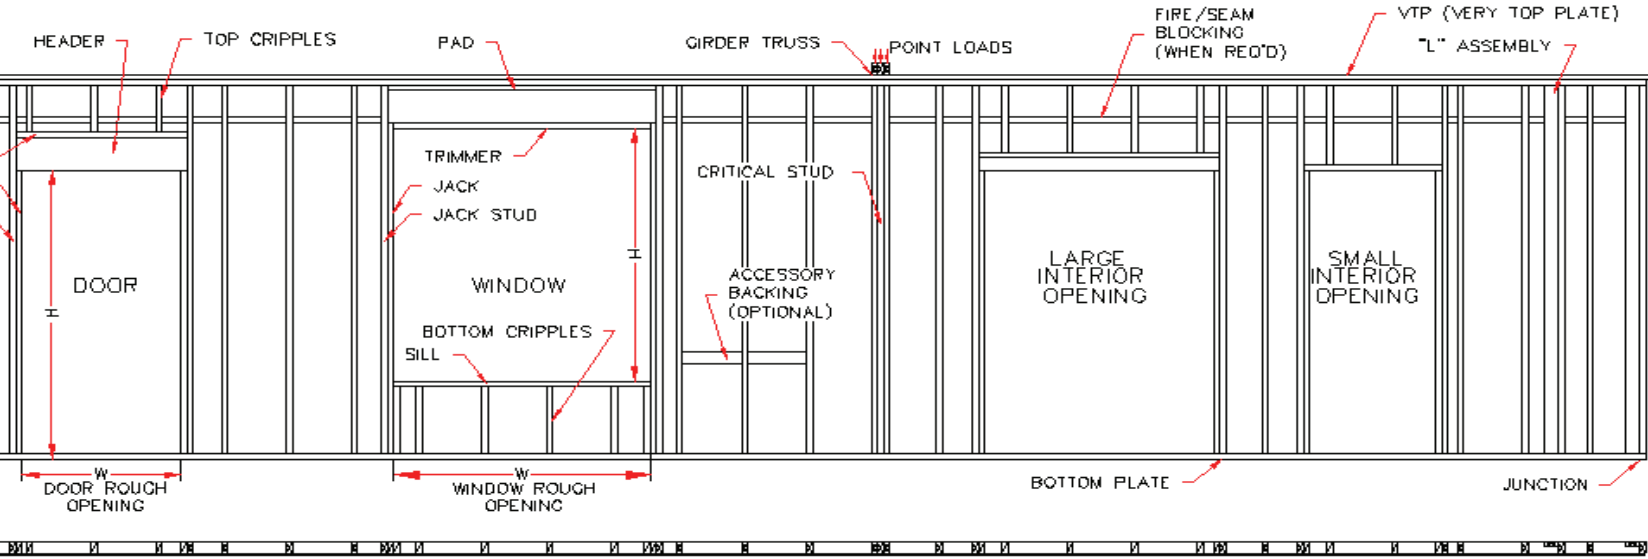 HEADER
TOP CRIPPLES
PAD
GIRDER TRUSS
POINT LOADS
FIRE/SEAM
BLOCKING
(WHEN REQ'D)
VTP (VERY TOP PLATE)
"L" ASSEMBLY
TRIMMER
JACK
JACK STUD
CRITICAL STUD
H
H
DOOR
WINDOW
ACCESSORY
BACKING
(OPTIONAL)
LARGE
INTERIOR
OPENING
SMALL
INTERIOR
OPENING
BOTTOM CRIPPLES
SILL
W
DOOR ROUGH
OPENING
W
WINDOW ROUGH
OPENING
BOTTOM PLATE
JUNCTION